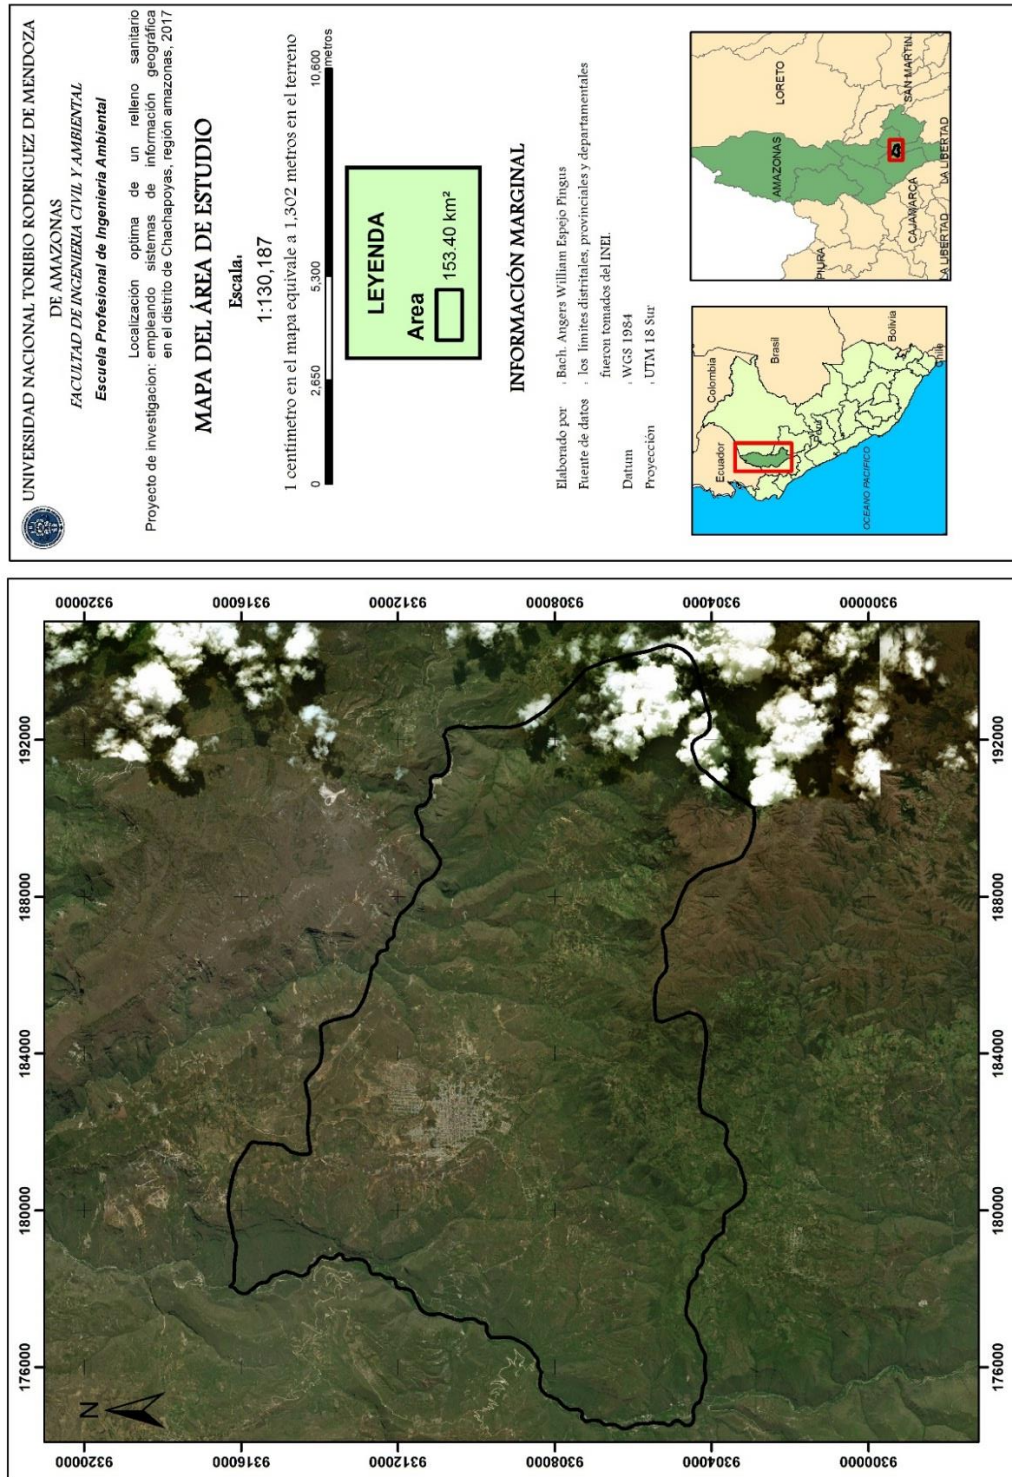 UNIVERSIDAD NACIONAL TORIBIO RODRIGUEZ DE MENDOZA
DE AMAZONAS
FACULTAD DE INGENIERIA CIVIL Y AMBIENTAL
Escuela Profesional de Ingenieria Ambiental
Localización optima de un relleno sanitario
Proyecto de investigacion: empleando sistemas de información geográfica
en el distrito de Chachapoyas, región amazonas, 2017
MAPA DEL ÁREA DE ESTUDIO
Escala.
1:130,187
1 centímetro en el mapa equivale a 1,302 metros en el terreno
0 2,650 5,300 10,600
metros
LEYENDA
Area
153.40 km²
INFORMACIÓN MARGINAL
Elaborado por . Bach. Angers William Espejo Pingus
Fuente de datos . los limites distritales, provinciales y departamentales
fueron tomados del INEI.
Datum . WGS 1984
Proyección . UTM 18 Sur
Colombia
Ecuador
Brasil
Perú
Bolivia
Chile
OCEANO PACIFICO
LORETO
AMAZONAS
PIURA
CAJAMARCA
SAN MARTIN
LA LIBERTAD
LA LIBERTAD
N
176000 180000 184000 188000 192000
9320000 9320000
9316000 9316000
9312000 9312000
9308000 9308000
9304000 9304000
9300000 9300000
176000 180000 184000 188000 192000